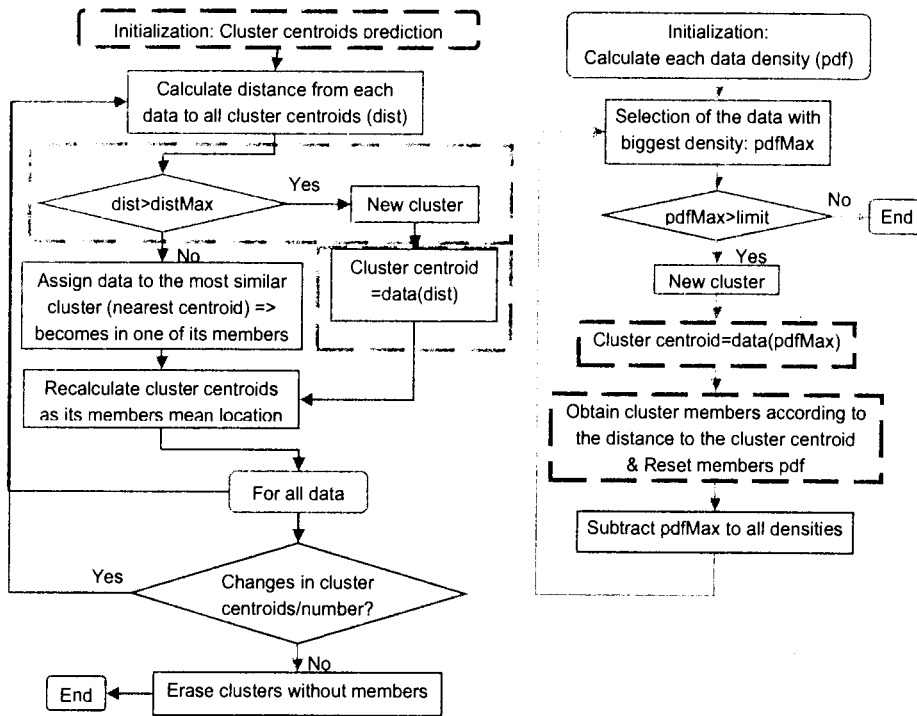 Initialization: Cluster centroids prediction
Calculate distance from each
data to all cluster centroids (dist)
dist>distMax
Yes
New cluster
No
Cluster centroid
=data(dist)
Assign data to the most similar
cluster (nearest centroid) =>
becomes in one of its members
Recalculate cluster centroids
as its members mean location
For all data
Yes
Changes in cluster
centroids/number?
No
End
Erase clusters without members
Initialization:
Calculate each data density (pdf)
Selection of the data with
biggest density: pdfMax
No
pdfMax>limit
End
Yes
New cluster
Cluster centroid=data(pdfMax)
Obtain cluster members according to
the distance to the cluster centroid
& Reset members pdf
Subtract pdfMax to all densities